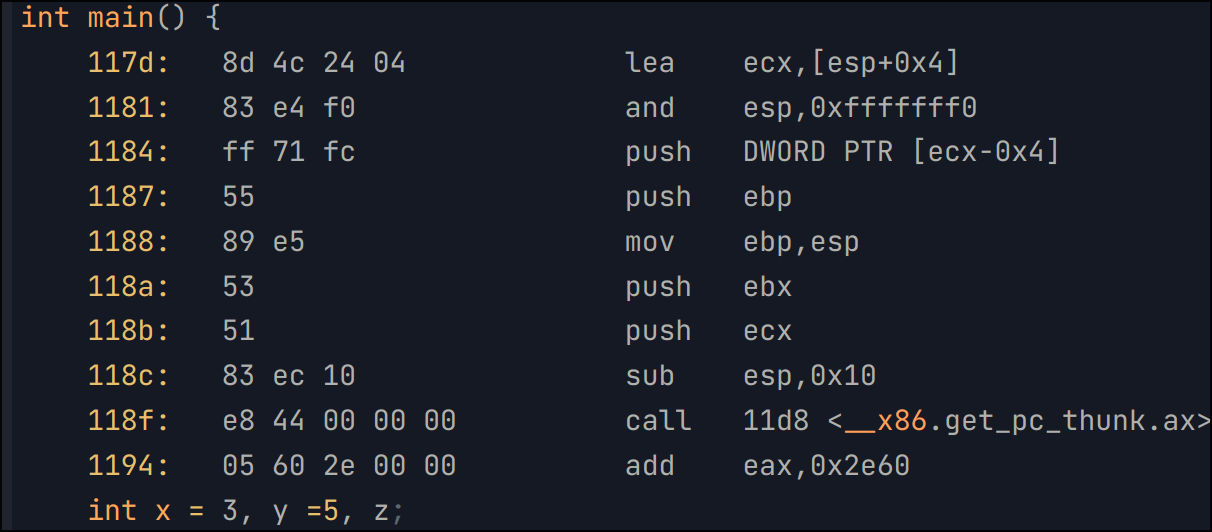 int main() {
117d: 8d 4c 24 04 lea ecx,[esp+0x4]
1181: 83 e4 f0 and esp,0xfffffff0
1184: ff 71 fc push DWORD PTR [ecx-0x4]
1187: 55 push ebp
1188: 89 e5 mov ebp,esp
118a: 53 push ebx
118b: 51 push ecx
118c: 83 ec 10 sub esp,0x10
118f: e8 44 00 00 00 call 11d8 <__x86.get_pc_thunk.ax>
1194: 05 60 2e 00 00 add eax,0x2e60
int x = 3, y =5, z;